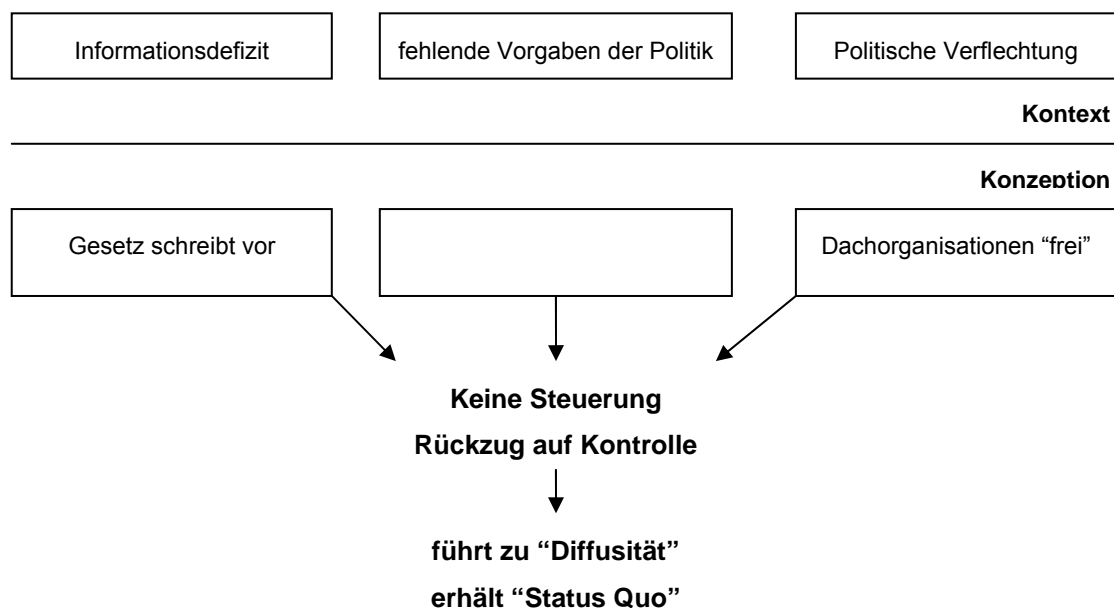 Informationsdefizit
fehlende Vorgaben der Politik
Politische Verflechtung
Kontext
Konzeption
Gesetz schreibt vor
Dachorganisationen “frei”
Keine Steuerung
Rückzug auf Kontrolle
führt zu “Diffusität”
erhält “Status Quo”